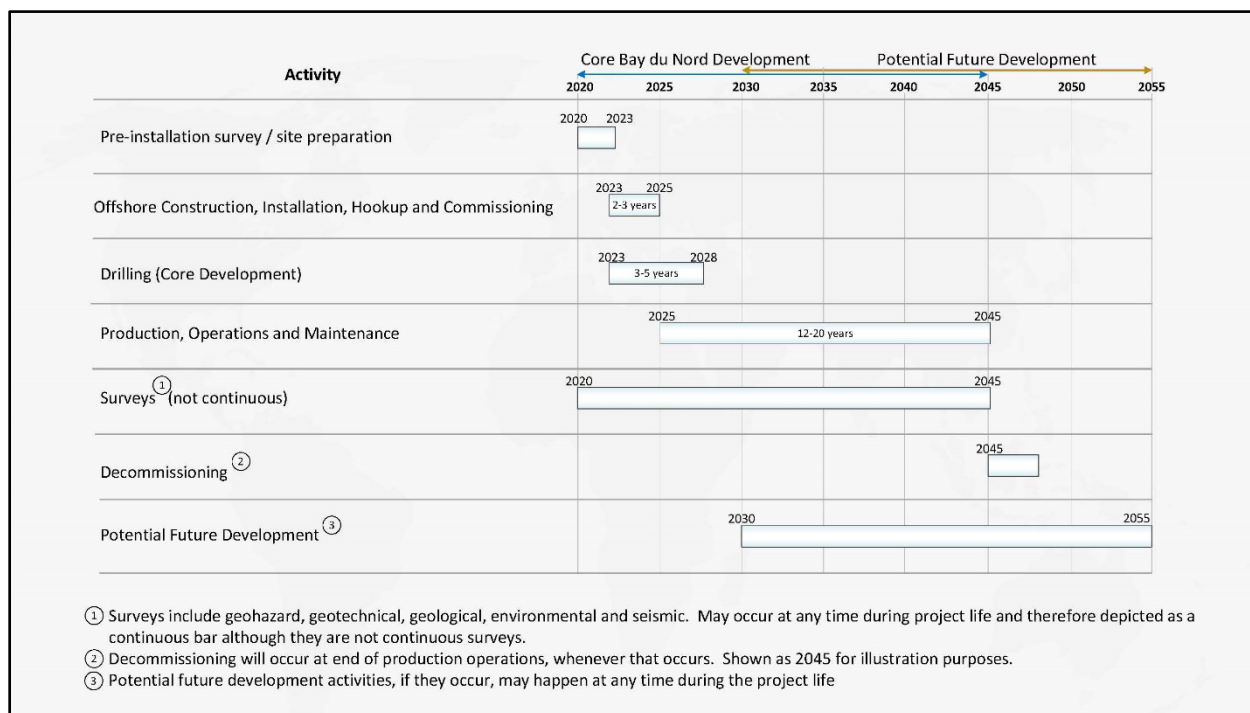 Core Bay du Nord Development Potential Future Development
Activity
2020 2025 2030 2035 2040 2045 2050 2055
2020 2023
Pre-installation survey / site preparation
2023 2025
Offshore Construction, Installation, Hookup and Commissioning 2-3 years
2023 2028
Drilling (Core Development) 3-5 years
2025 2045
Production, Operations and Maintenance 12-20 years
2020 2045
Surveys ① (not continuous)
2045
Decommissioning ②
2030 2055
Potential Future Development ③
① Surveys include geohazard, geotechnical, geological, environmental and seismic. May occur at any time during project life and therefore depicted as a
continuous bar although they are not continuous surveys.
② Decommissioning will occur at end of production operations, whenever that occurs. Shown as 2045 for illustration purposes.
③ Potential future development activities, if they occur, may happen at any time during the project life